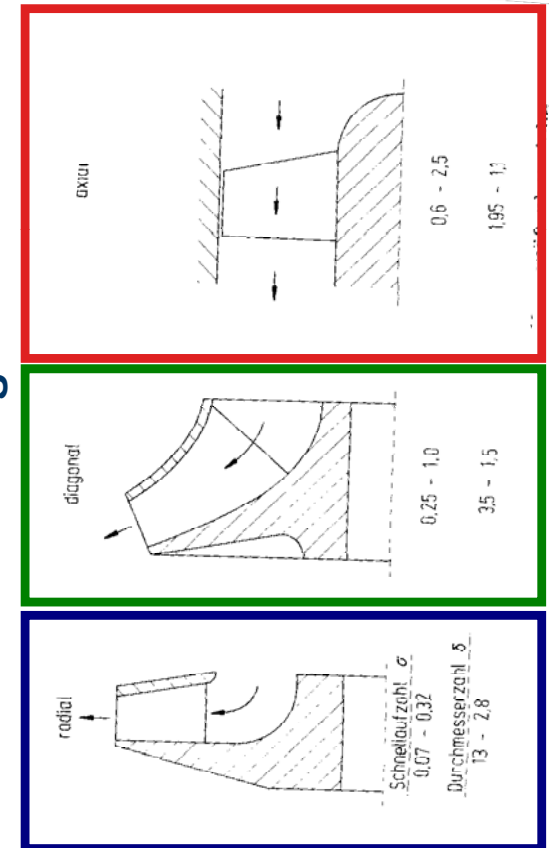 radial
Schnellaufzahl σ
0,07 - 0,32
Durchmesserzahl δ
13 - 2,8
diagonal
0,25 - 1,0
3,5 - 1,5
axial
0,6 - 2,5
1,95 - 1,1